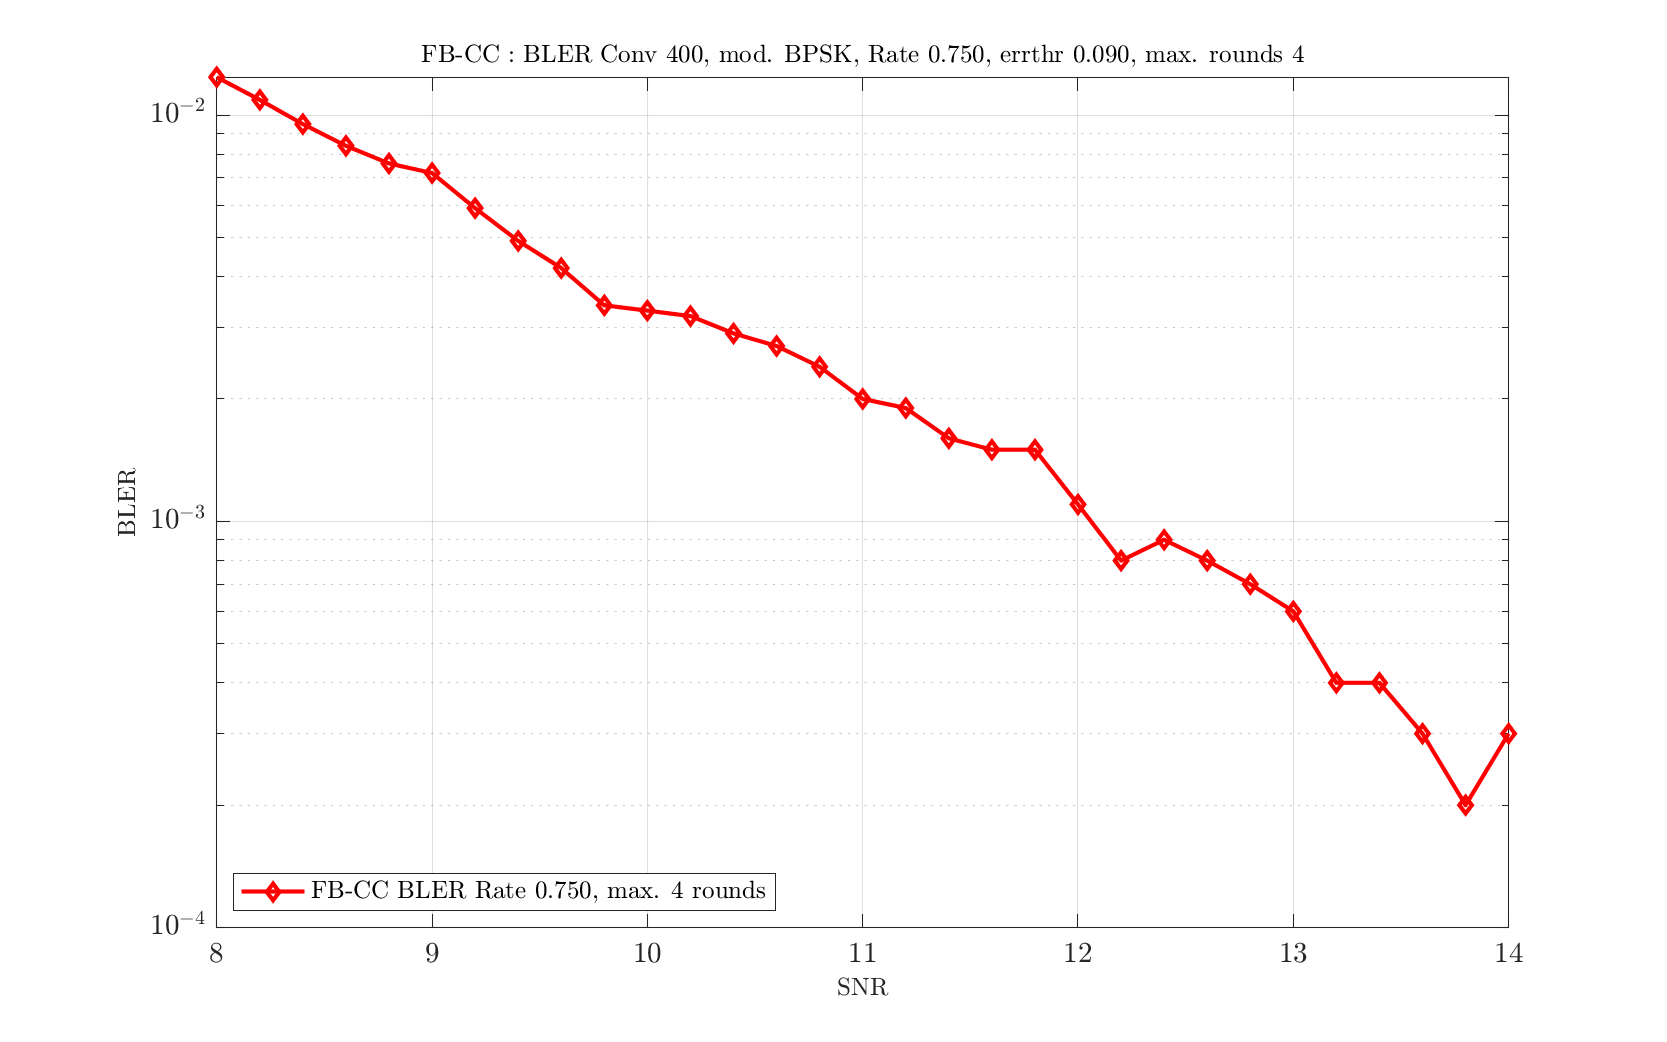 FB-CC : BLER Conv 400, mod. BPSK, Rate 0.750, errthr 0.090, max. rounds 4
10⁻²
10⁻³
10⁻⁴
BLER
FB-CC BLER Rate 0.750, max. 4 rounds
8 9 10 11 12 13 14
SNR